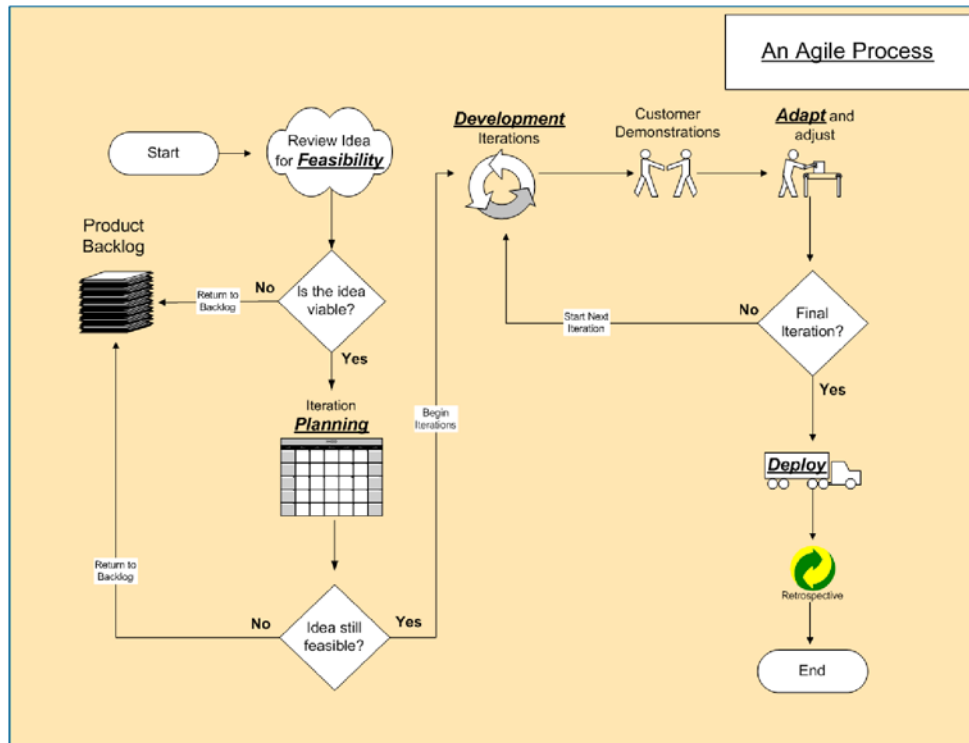 An Agile Process
Start
Review Idea
for Feasibility
Product
Backlog
No
Return to
Backlog
Is the idea
viable?
Yes
Iteration
Planning
Return to
Backlog
No
Idea still
feasible?
Yes
Begin
Iterations
Development
Iterations
Customer
Demonstrations
Adapt and
adjust
Start Next
Iteration
No
Final
Iteration?
Yes
Deploy
Retrospective
End